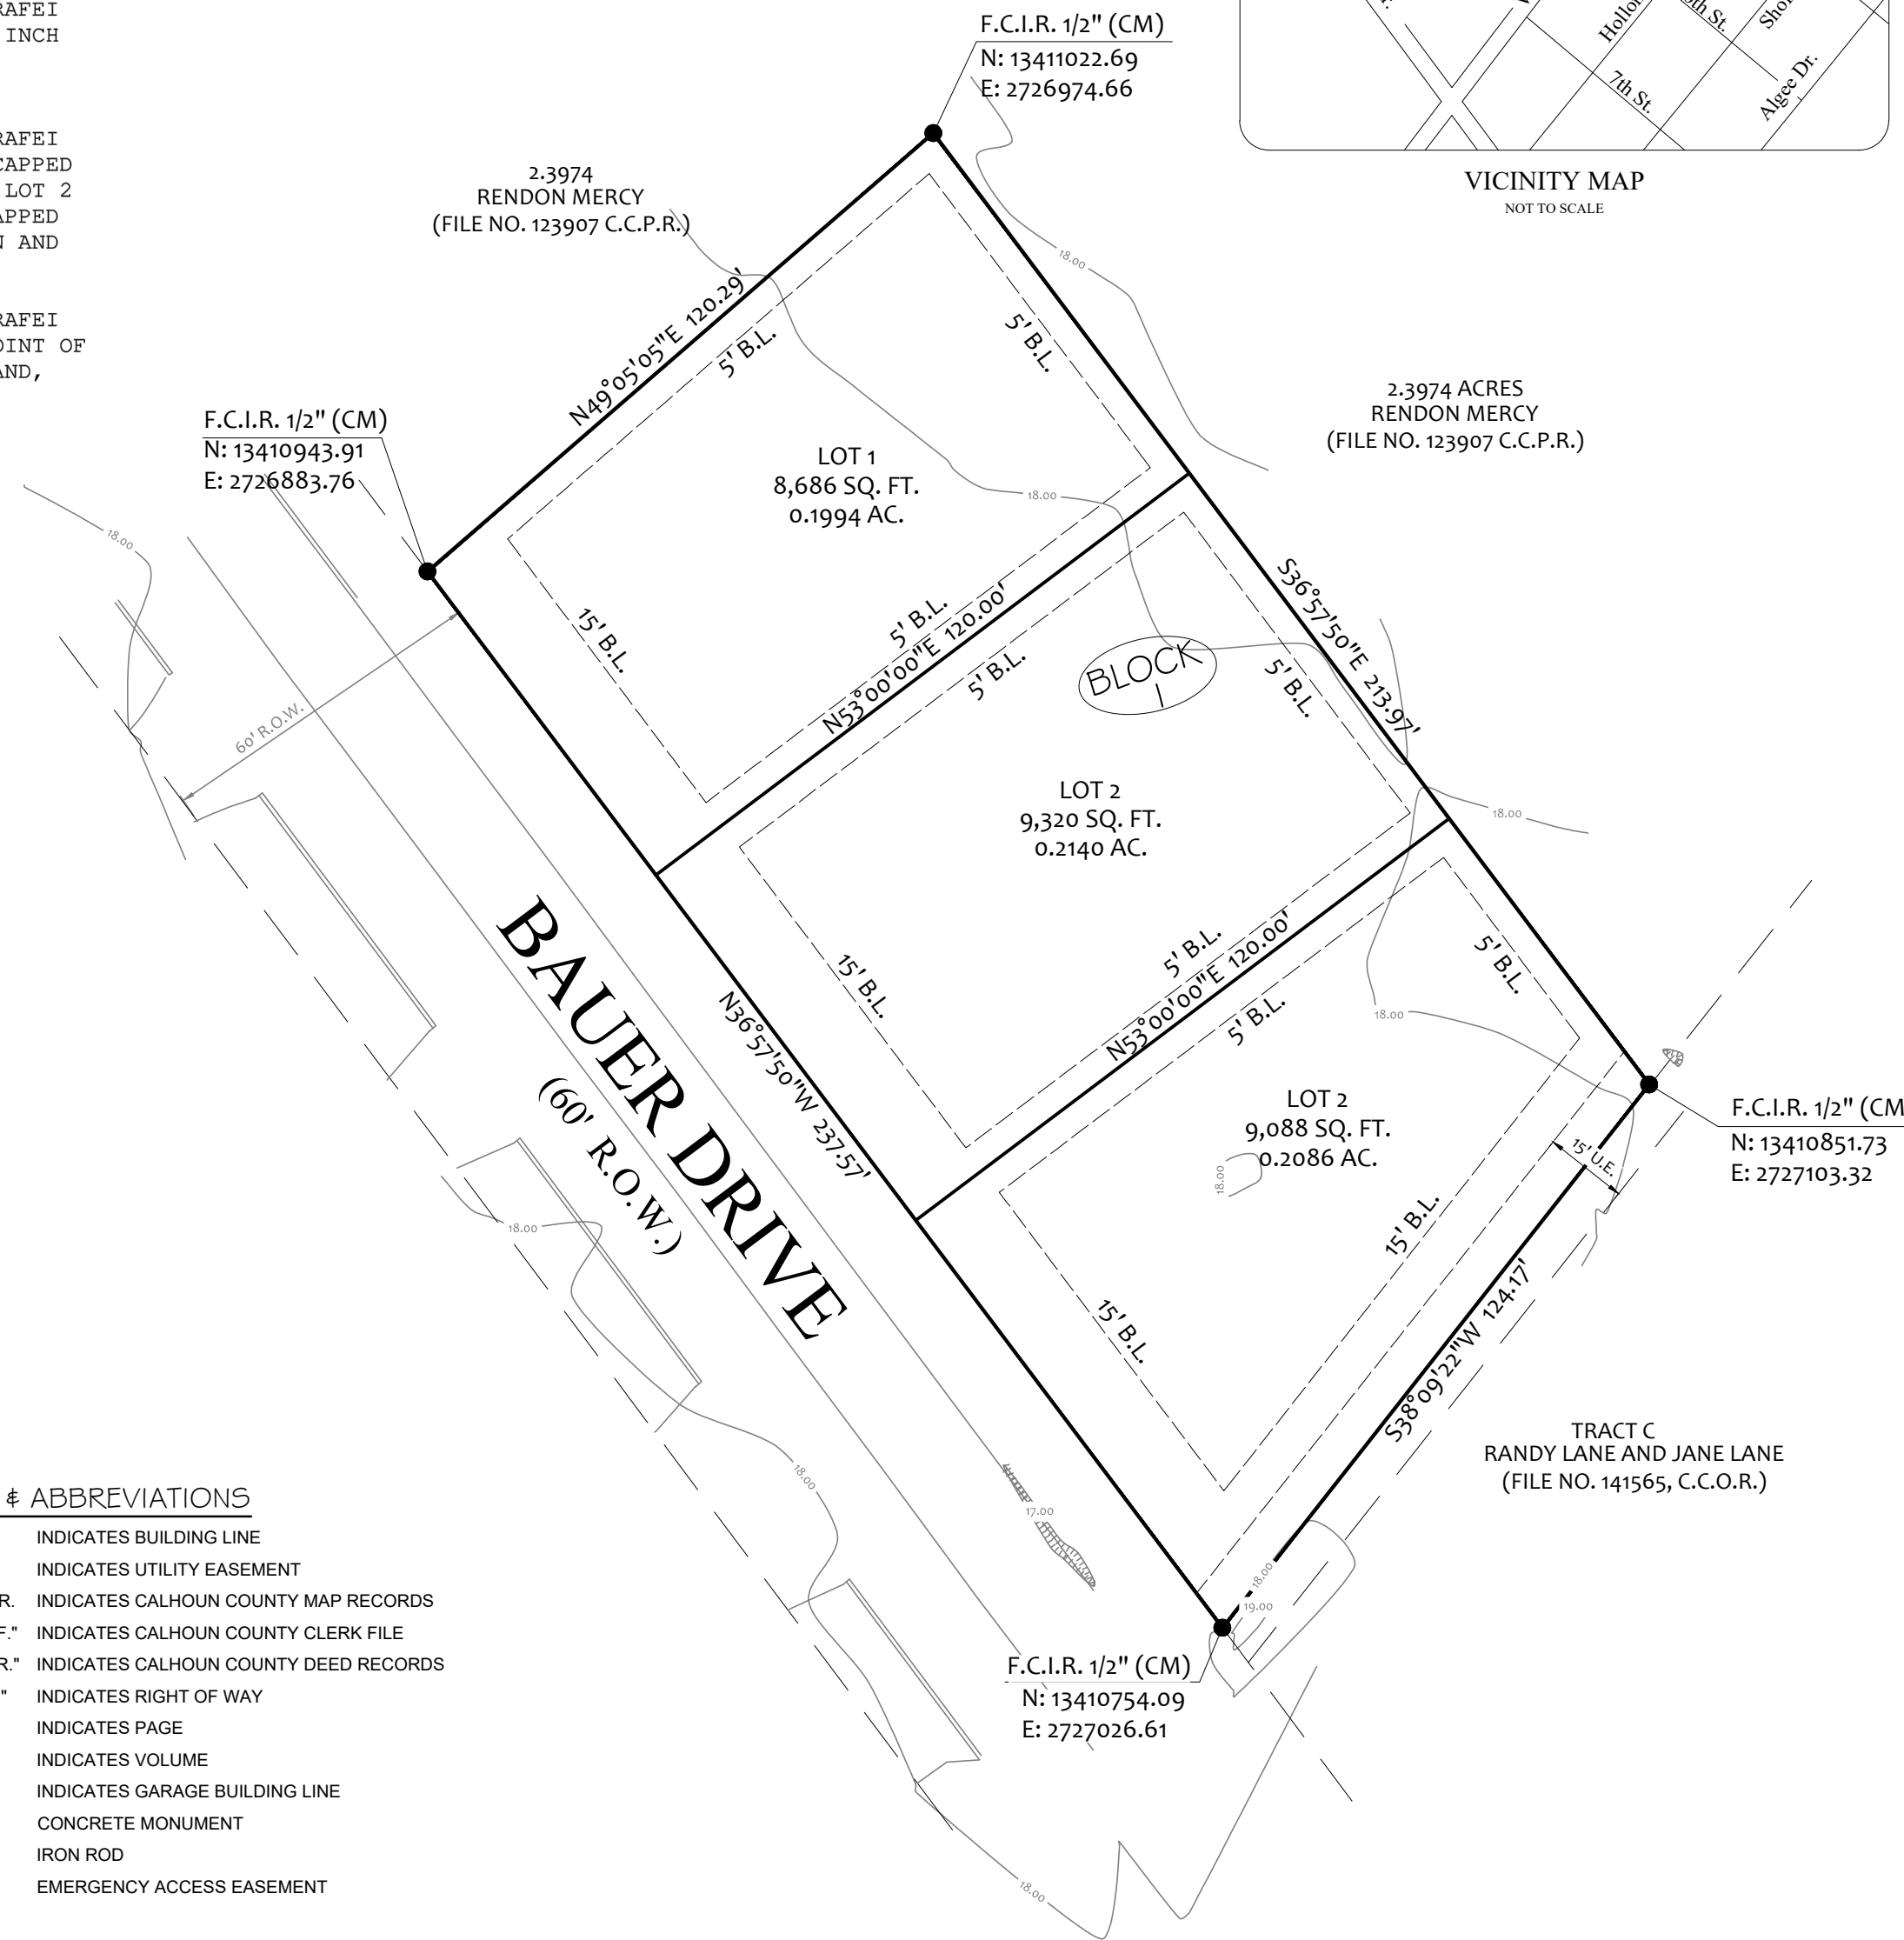 RAFEI
INCH
RAFEI
CAPPED
LOT 2
APPED
N AND
RAFEI
OINT OF
AND,
F.C.I.R. 1/2" (CM)
N: 13411022.69
E: 2726974.66
Hollon
6th St.
Sho
7th St.
Algee Dr.
VICINITY MAP
NOT TO SCALE
2.3974
RENDON MERCY
(FILE NO. 123907 C.C.P.R.)
18.00
N49°05'05"E 120.29'
5' B.L.
5' B.L.
2.3974 ACRES
RENDON MERCY
(FILE NO. 123907 C.C.P.R.)
F.C.I.R. 1/2" (CM)
N: 13410943.91
E: 2726883.76
LOT 1
8,686 SQ. FT.
0.1994 AC.
18.00
18.00
15' B.L.
5' B.L.
N53°00'00"E 120.00'
5' B.L.
BLOCK
1
S36°57'50"E 213.97'
5' B.L.
60' R.O.W.
LOT 2
9,320 SQ. FT.
0.2140 AC.
18.00
15' B.L.
5' B.L.
N53°00'00"E 120.00'
5' B.L.
5' B.L.
18.00
BAUER DRIVE
(60' R.O.W.)
N36°57'50"W 237.57'
LOT 2
9,088 SQ. FT.
0.2086 AC.
18.00
F.C.I.R. 1/2" (CM
N: 13410851.73
E: 2727103.32
15' U.E.
15' B.L.
15' B.L.
18.00
S38°09'22"W 124.17'
TRACT C
RANDY LANE AND JANE LANE
(FILE NO. 141565, C.C.O.R.)
18.00
17.00
18.00
19.00
F.C.I.R. 1/2" (CM)
N: 13410754.09
E: 2727026.61
18.00
& ABBREVIATIONS
INDICATES BUILDING LINE
INDICATES UTILITY EASEMENT
R. INDICATES CALHOUN COUNTY MAP RECORDS
F." INDICATES CALHOUN COUNTY CLERK FILE
R." INDICATES CALHOUN COUNTY DEED RECORDS
" INDICATES RIGHT OF WAY
INDICATES PAGE
INDICATES VOLUME
INDICATES GARAGE BUILDING LINE
CONCRETE MONUMENT
IRON ROD
EMERGENCY ACCESS EASEMENT